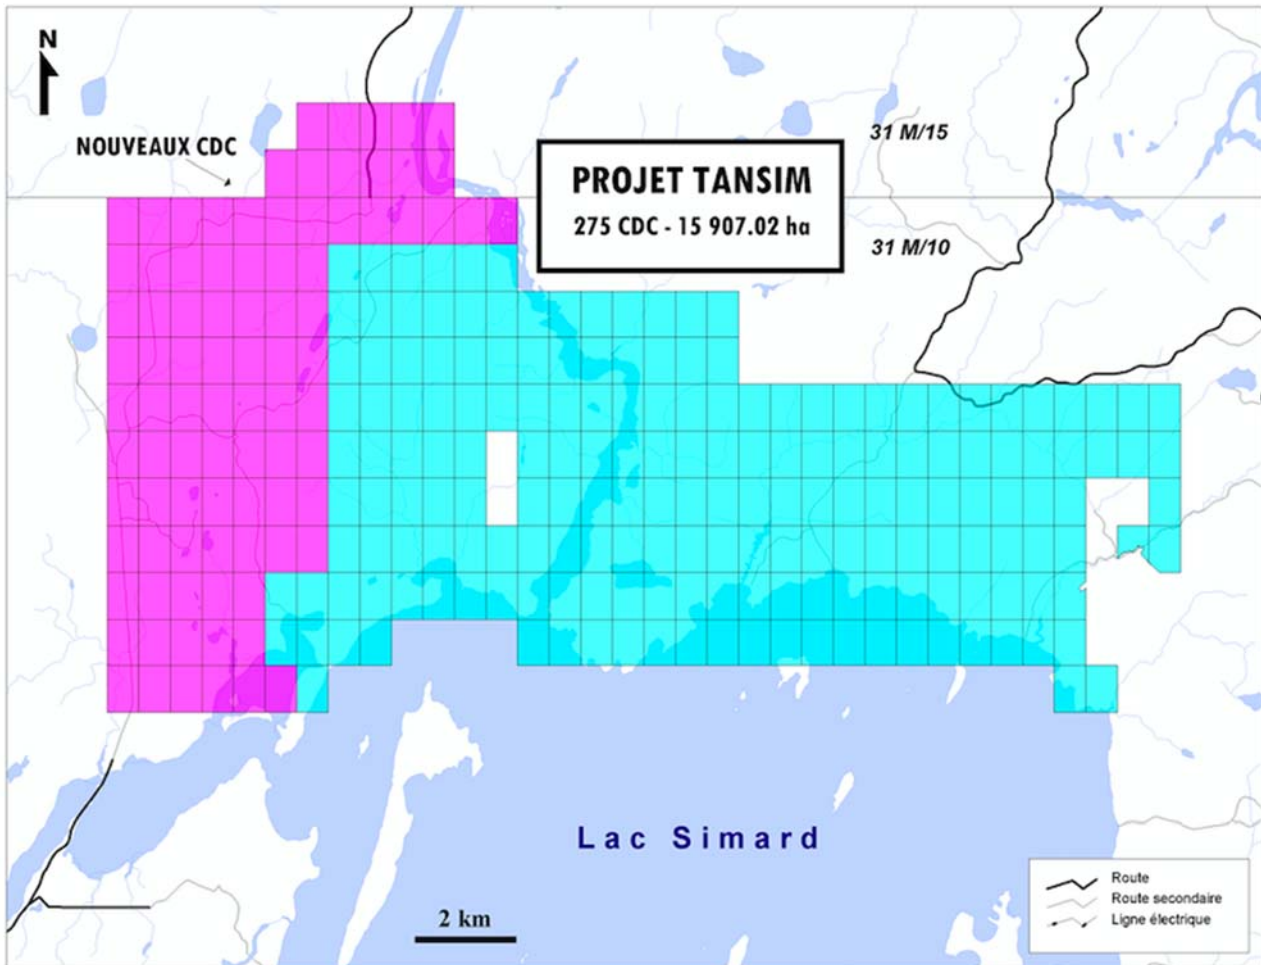 N
NOUVEAUX CDC
31 M/15
PROJET TANSIM
275 CDC - 15 907.02 ha
31 M/10
Lac Simard
2 km
Route
Route secondaire
Ligne électrique